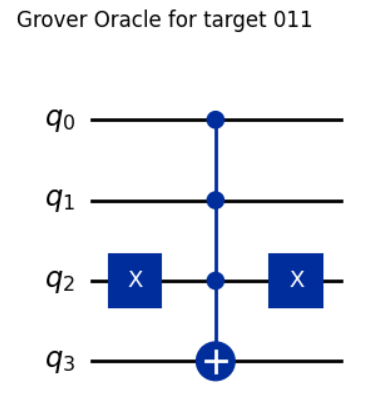 Grover Oracle for target 011
q₀
q₁
q₂ X X
q₃